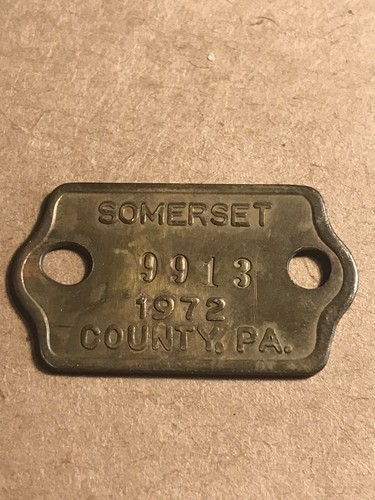 SOMERSET
9913
1972
COUNTY, PA.